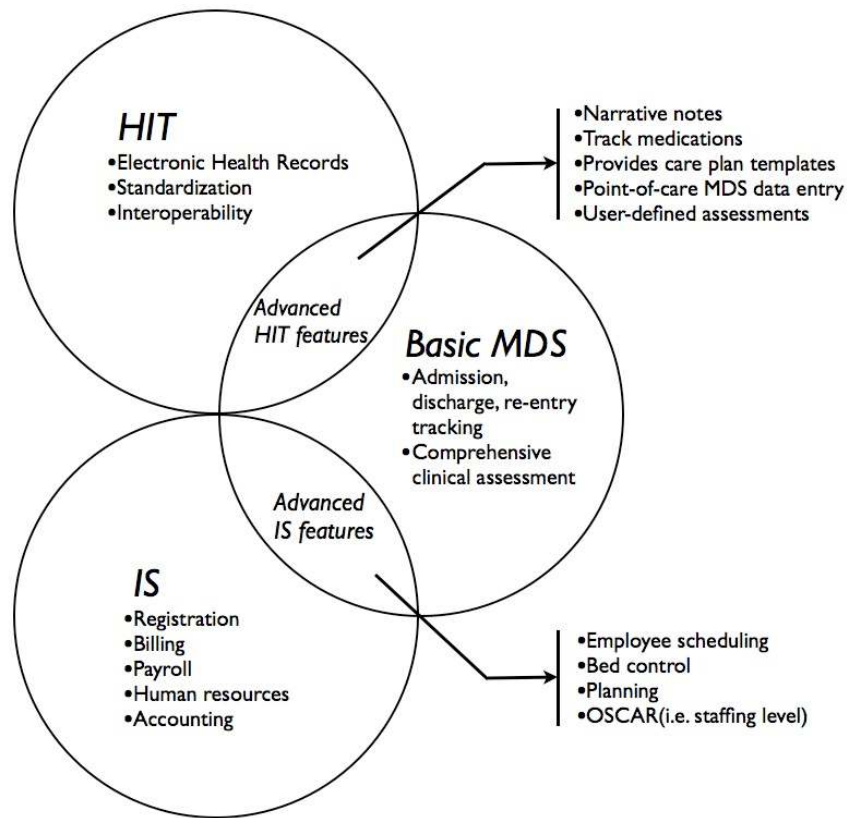 HIT
•Electronic Health Records
•Standardization
•Interoperability
•Narrative notes
•Track medications
•Provides care plan templates
•Point-of-care MDS data entry
•User-defined assessments
Advanced
HIT features
Basic MDS
•Admission,
discharge, re-entry
tracking
•Comprehensive
clinical assessment
Advanced
IS features
IS
•Registration
•Billing
•Payroll
•Human resources
•Accounting
•Employee scheduling
•Bed control
•Planning
•OSCAR(i.e. staffing level)